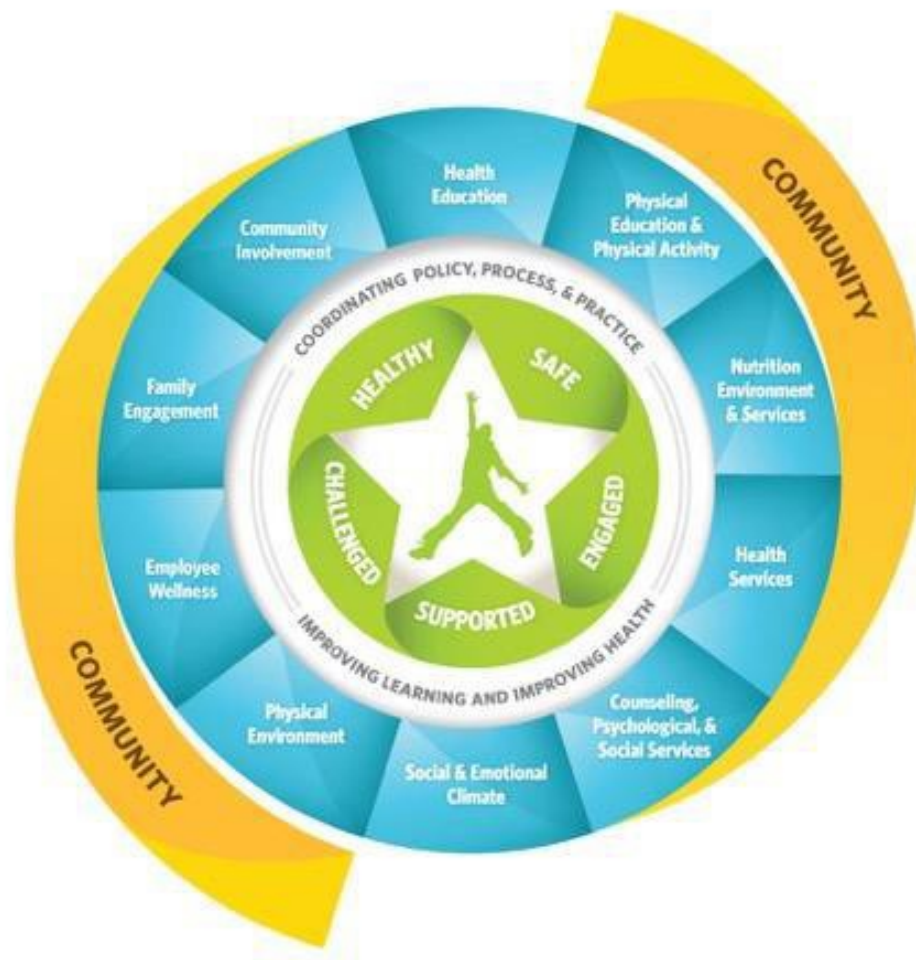 COMMUNITY
Health
Education
Physical
Education &
Physical Activity
Nutrition
Environment
& Services
Health
Services
Counseling,
Psychological, &
Social Services
Social & Emotional
Climate
Physical
Environment
Employee
Wellness
Family
Engagement
Community
Involvement
COORDINATING POLICY, PROCESS, & PRACTICE
IMPROVING LEARNING AND IMPROVING HEALTH
HEALTHY
SAFE
ENGAGED
SUPPORTED
CHALLENGED
COMMUNITY